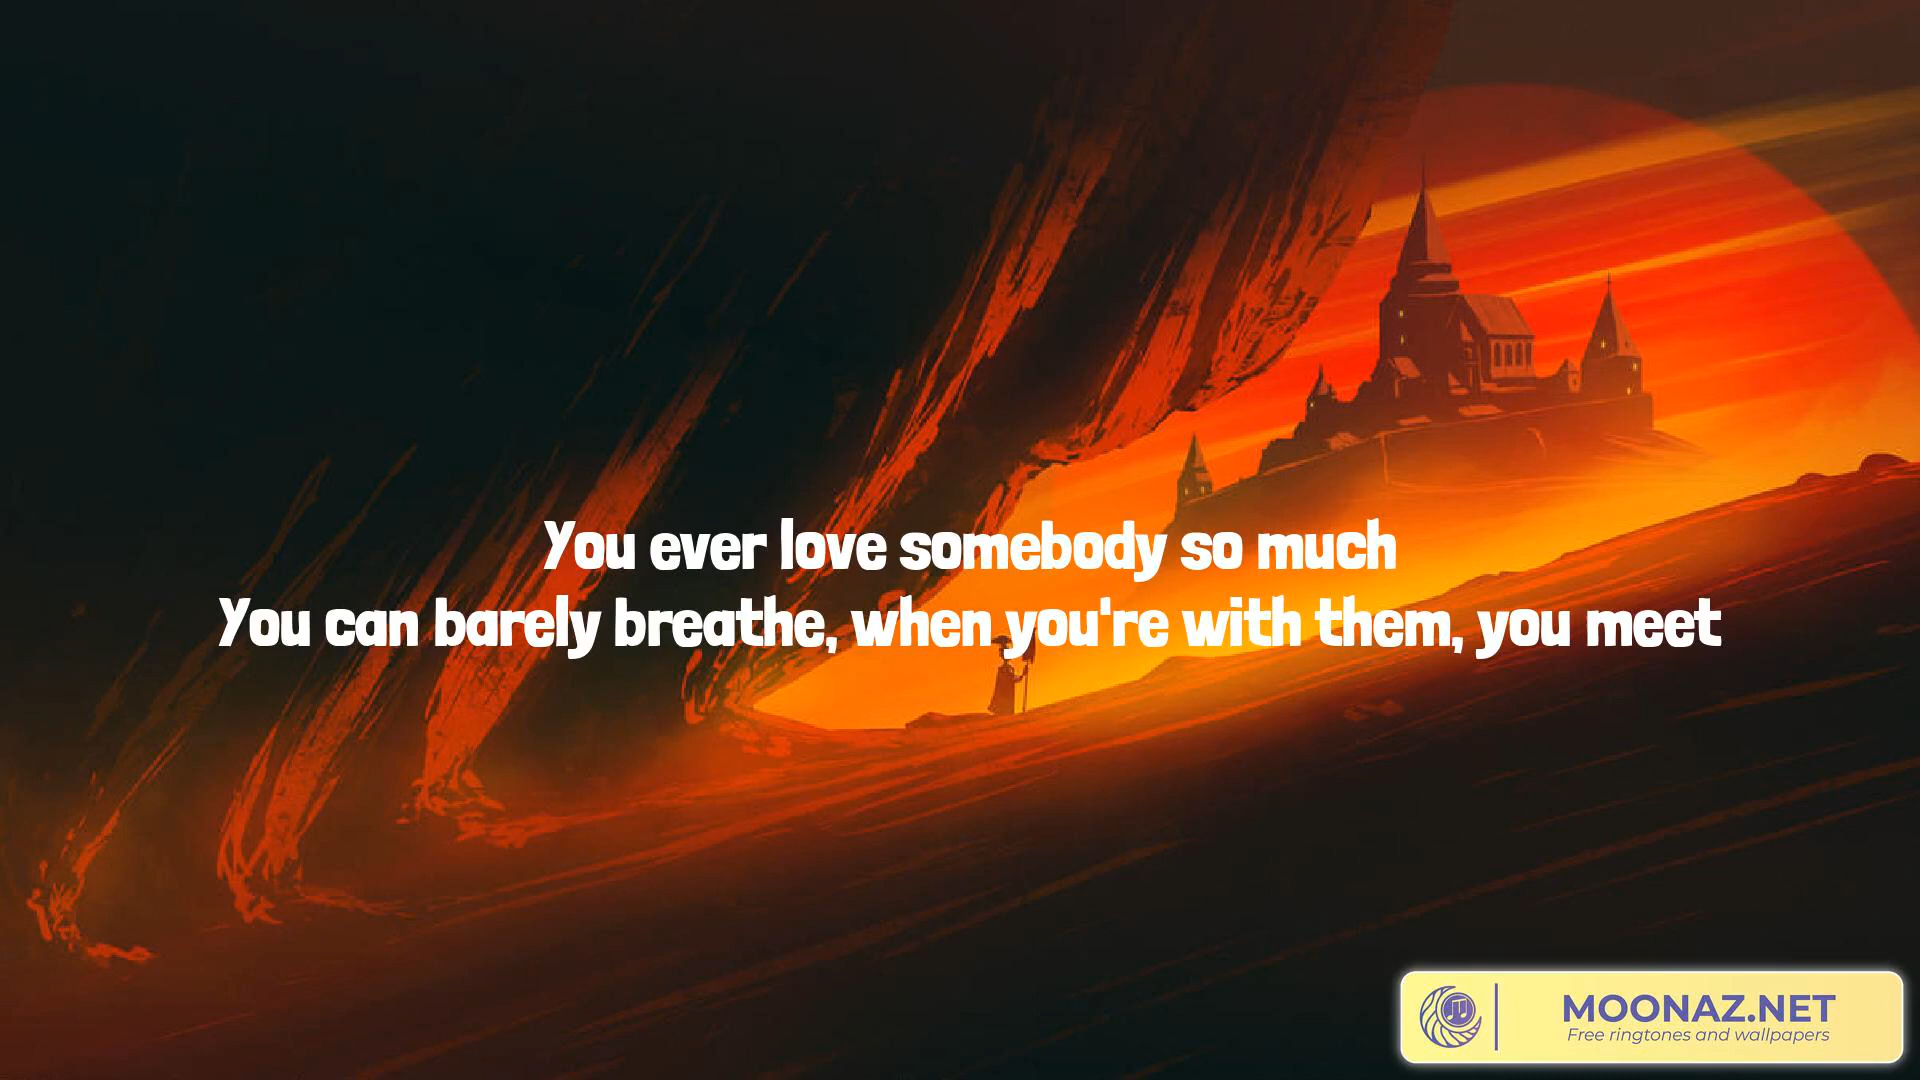 You ever love somebody so much
You can barely breathe, when you're with them, you meet
MOONAZ.NET
Free ringtones and wallpapers